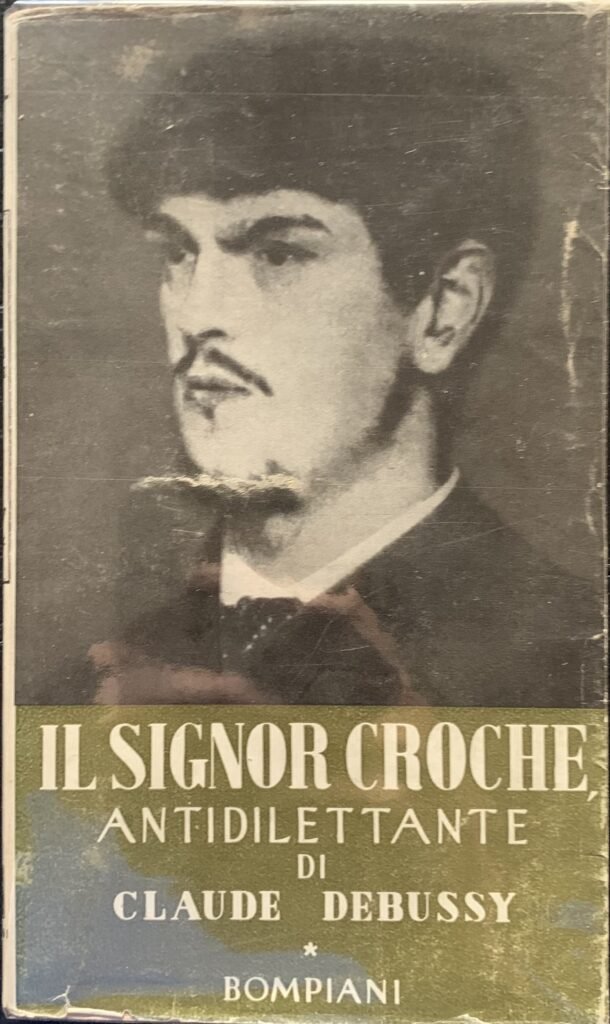 IL SIGNOR CROCHE,
ANTIDILETTANTE
DI
CLAUDE DEBUSSY
*
BOMPIANI